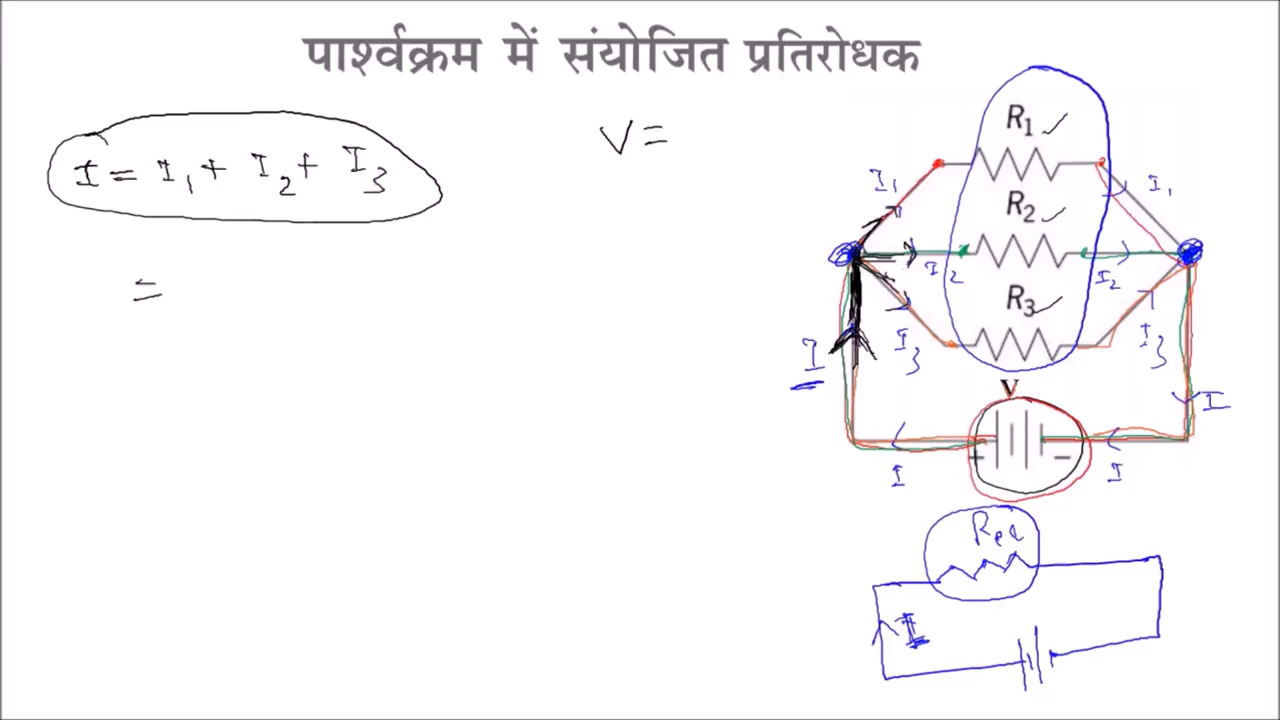 पार्श्वक्रम में संयोजित प्रतिरोधक
I = I₁ + I₂ + I₃
=
V =
R₁
I₁
I₁
R₂
I₂
I₂
R₃
I₃
I₃
I
V
I
+
−
I
I
Req
I